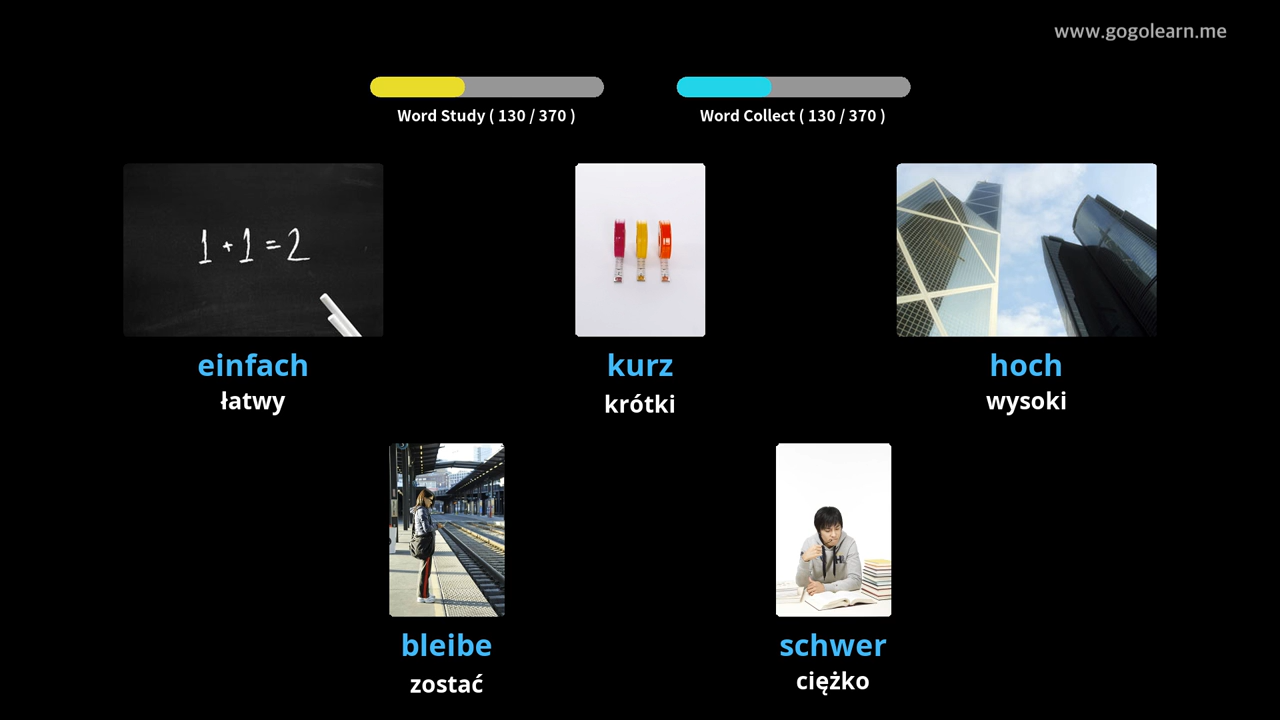 www.gogolearn.me
Word Study ( 130 / 370 )
Word Collect ( 130 / 370 )
1 + 1 = 2
einfach
łatwy
kurz
krótki
hoch
wysoki
bleibe
zostać
schwer
ciężko